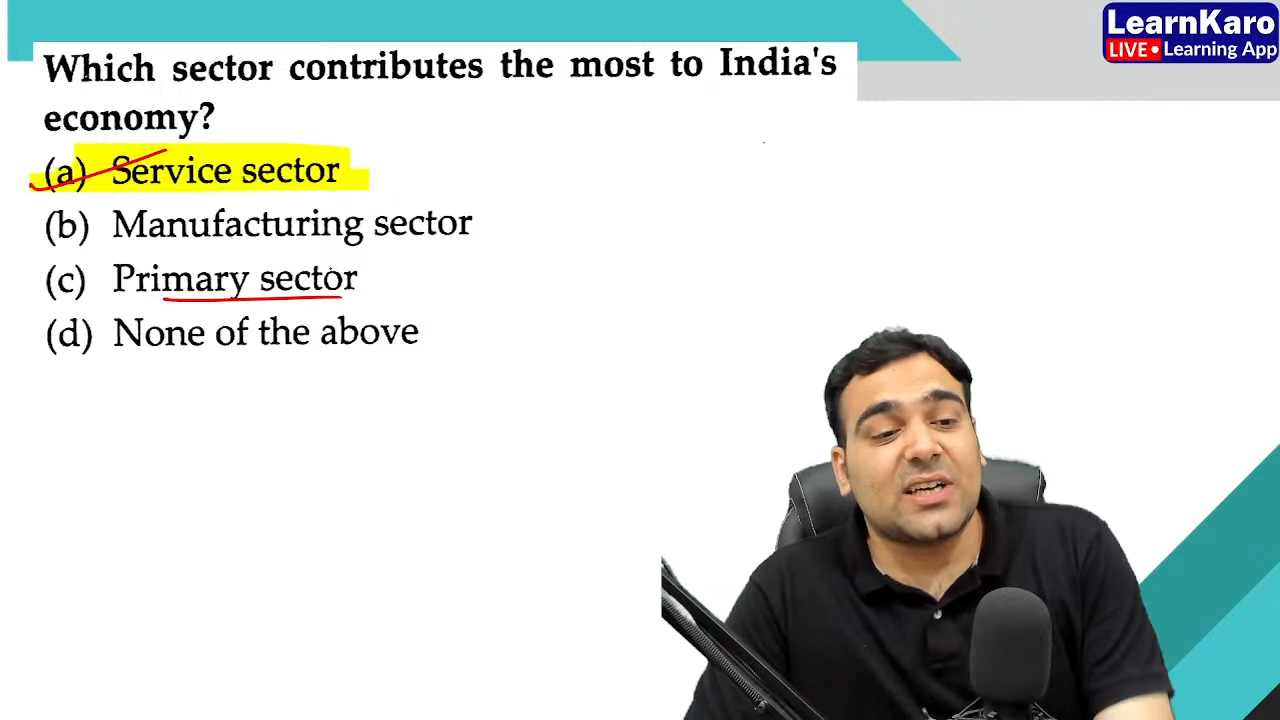 LearnKaro
LIVE • Learning App
Which sector contributes the most to India's
economy?
(a) Service sector
(b) Manufacturing sector
(c) Primary sector
(d) None of the above